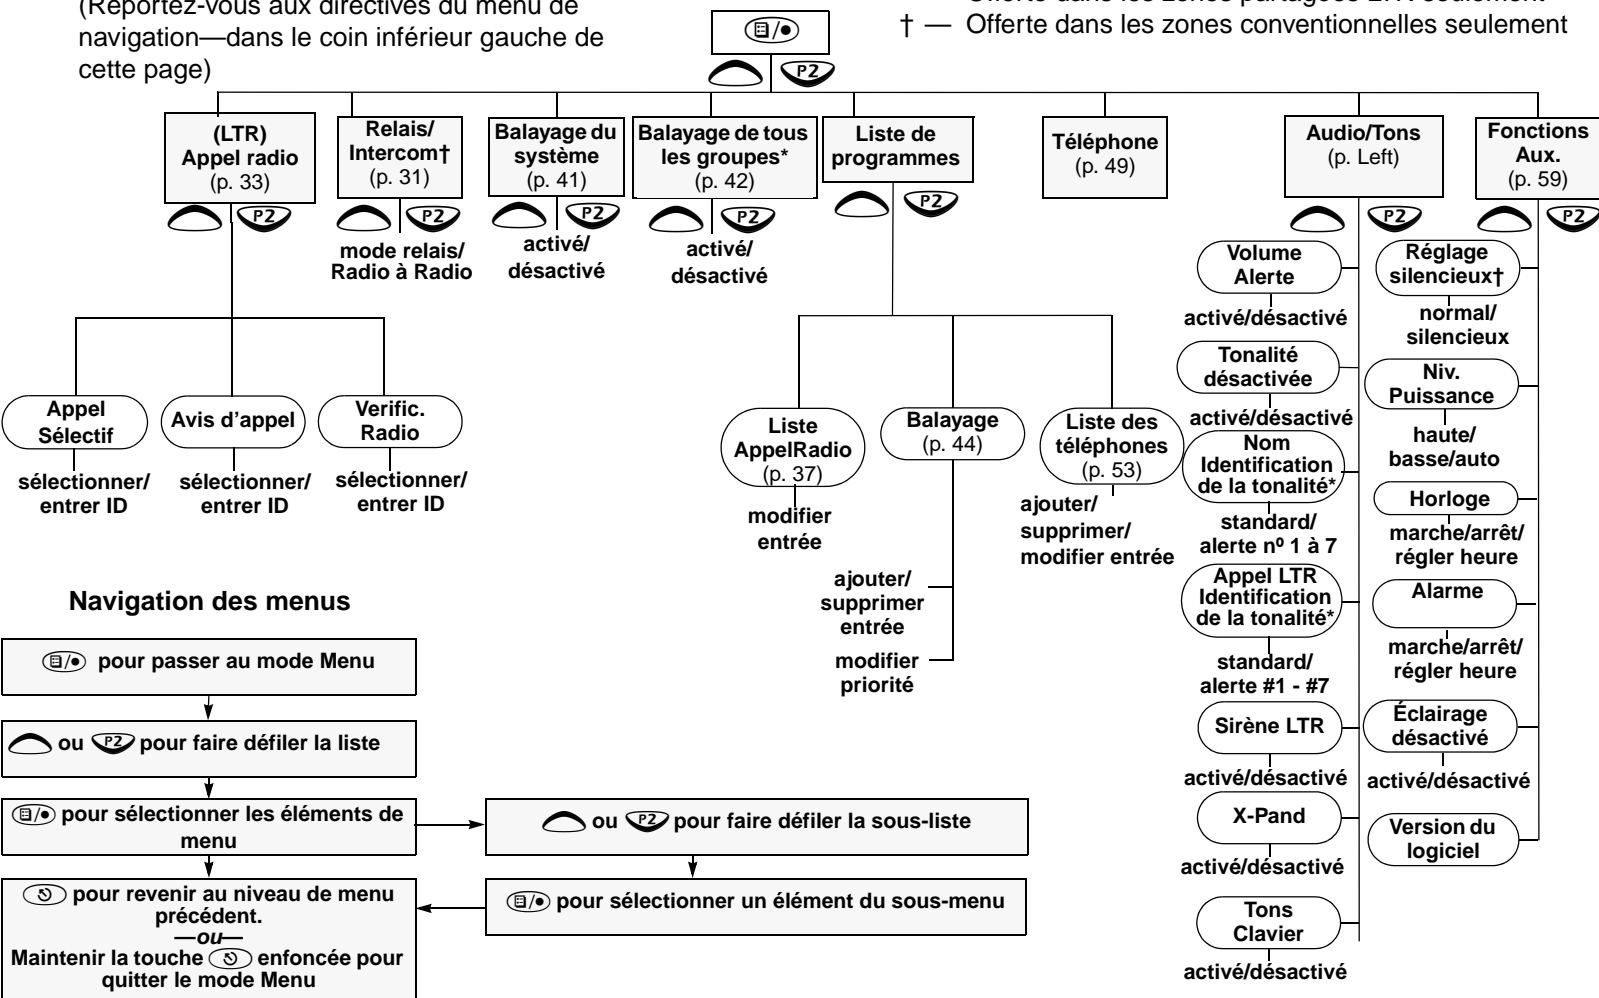 (Reportez-vous aux directives du menu de
navigation—dans le coin inférieur gauche de
cette page)
Offerte dans les zones partagées LTR seulement
† — Offerte dans les zones conventionnelles seulement
P2
(LTR)
Appel radio
(p. 33)
P2
Relais/
Intercom†
(p. 31)
P2
mode relais/
Radio à Radio
Balayage du
système
(p. 41)
P2
activé/
désactivé
Balayage de tous
les groupes*
(p. 42)
P2
activé/
désactivé
Liste de
programmes
P2
Téléphone
(p. 49)
Audio/Tons
(p. Left)
P2
Fonctions
Aux.
(p. 59)
P2
Appel
Sélectif
sélectionner/
entrer ID
Avis d'appel
sélectionner/
entrer ID
Verific.
Radio
sélectionner/
entrer ID
Liste
AppelRadio
(p. 37)
modifier
entrée
Balayage
(p. 44)
ajouter/
supprimer
entrée
modifier
priorité
Liste des
téléphones
(p. 53)
ajouter/
supprimer/
modifier entrée
Volume
Alerte
activé/désactivé
Tonalité
désactivée
activé/désactivé
Nom
Identification
de la tonalité*
standard/
alerte nº 1 à 7
Appel LTR
Identification
de la tonalité*
standard/
alerte #1 - #7
Sirène LTR
activé/désactivé
X-Pand
activé/désactivé
Tons
Clavier
activé/désactivé
Réglage
silencieux†
normal/
silencieux
Niv.
Puissance
haute/
basse/auto
Horloge
marche/arrêt/
régler heure
Alarme
marche/arrêt/
régler heure
Éclairage
désactivé
activé/désactivé
Version du
logiciel
Navigation des menus
pour passer au mode Menu
ou P2 pour faire défiler la liste
pour sélectionner les éléments de
menu
pour revenir au niveau de menu
précédent.
—ou—
Maintenir la touche enfoncée pour
quitter le mode Menu
ou P2 pour faire défiler la sous-liste
pour sélectionner un élément du sous-menu